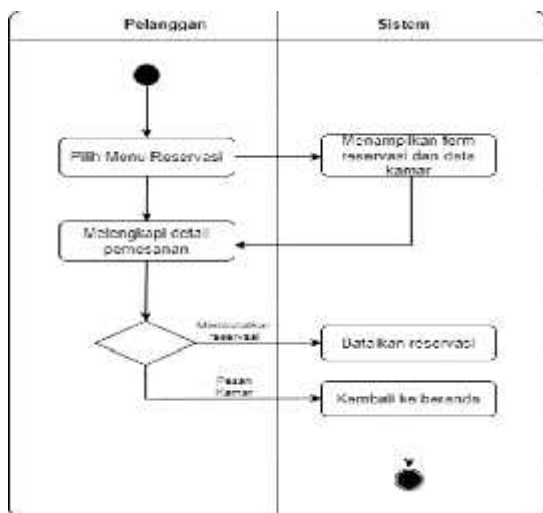 Pelanggan
Sistem
Pilih Menu Reservasi
Menampilkan form
reservasi dan data
kamar
Melengkapi detail
pemesanan
Membatalkan
reservasi
Batalkan reservasi
Pesan
Kamar
Kembali ke beranda